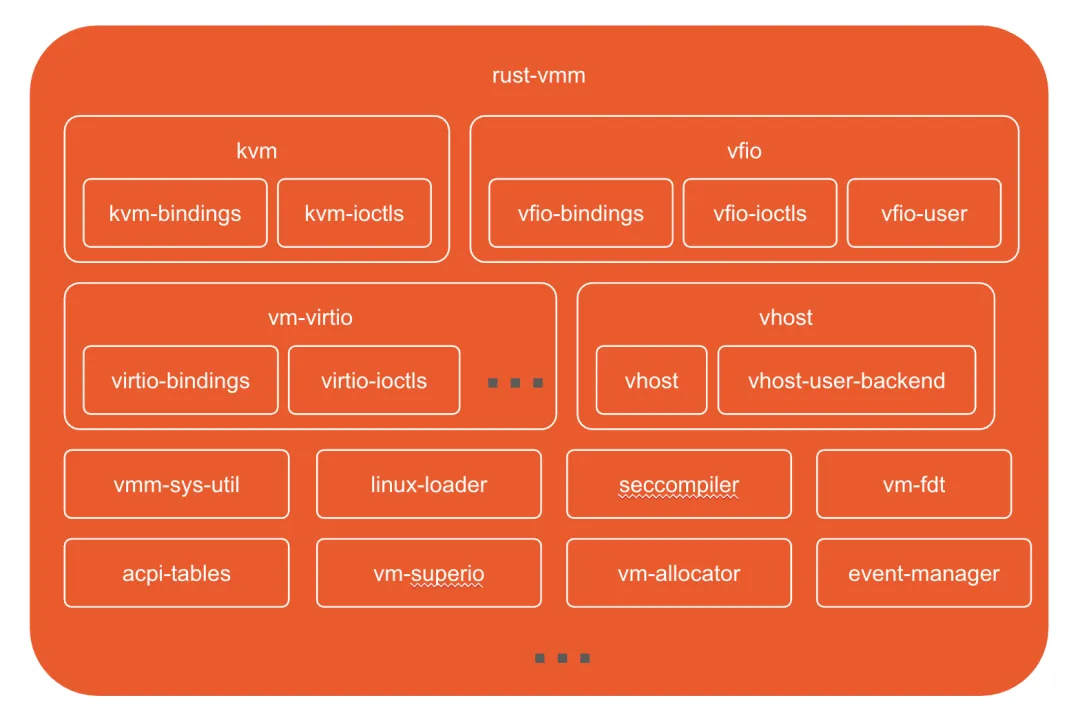 rust-vmm
kvm
vfio
kvm-bindings
kvm-ioctls
vfio-bindings
vfio-ioctls
vfio-user
vm-virtio
vhost
virtio-bindings
virtio-ioctls
vhost
vhost-user-backend
vmm-sys-util
linux-loader
seccompiler
vm-fdt
acpi-tables
vm-superio
vm-allocator
event-manager